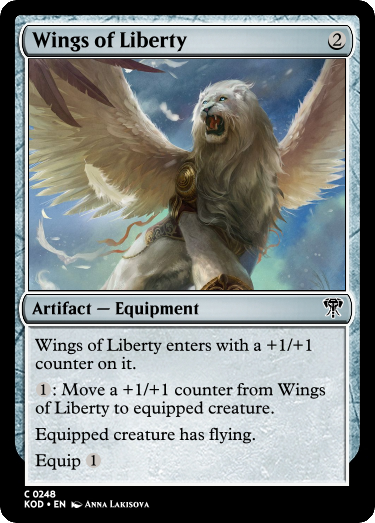 Wings of Liberty 2
Artifact — Equipment
Wings of Liberty enters with a +1/+1
counter on it.
1: Move a +1/+1 counter from Wings
of Liberty to equipped creature.
Equipped creature has flying.
Equip 1
C 0248
KOD • EN Anna Lakisova